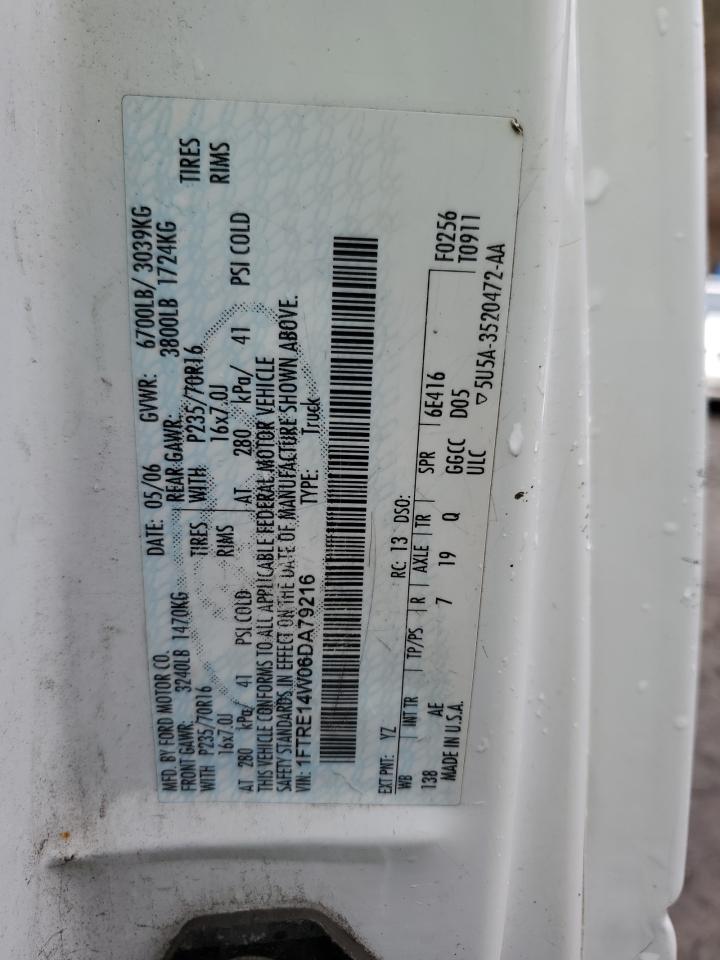 MFD. BY FORD MOTOR CO. DATE: 05/06 GVWR: 6700LB/ 3039KG
FRONT GAWR: 3240LB 1470KG REAR GAWR: 3800LB 1724KG
WITH P235/70R16 TIRES WITH P235/70R16 TIRES
16x7.0J RIMS 16x7.0J RIMS
AT 280 kPa/ 41 PSI COLD AT 280 kPa/ 41 PSI COLD
THIS VEHICLE CONFORMS TO ALL APPLICABLE FEDERAL MOTOR VEHICLE
SAFETY STANDARDS IN EFFECT ON THE DATE OF MANUFACTURE SHOWN ABOVE.
VIN: 1FTRE14W06DA79216 TYPE: Truck
EXT PNT: YZ RC: 13 DSO: F0256
WB INT TR TP/PS R AXLE TR SPR 6E416 T0911
138 AE 7 19 Q GGCC D05
MADE IN U.S.A. ULC ▽5U5A-3520472-AA